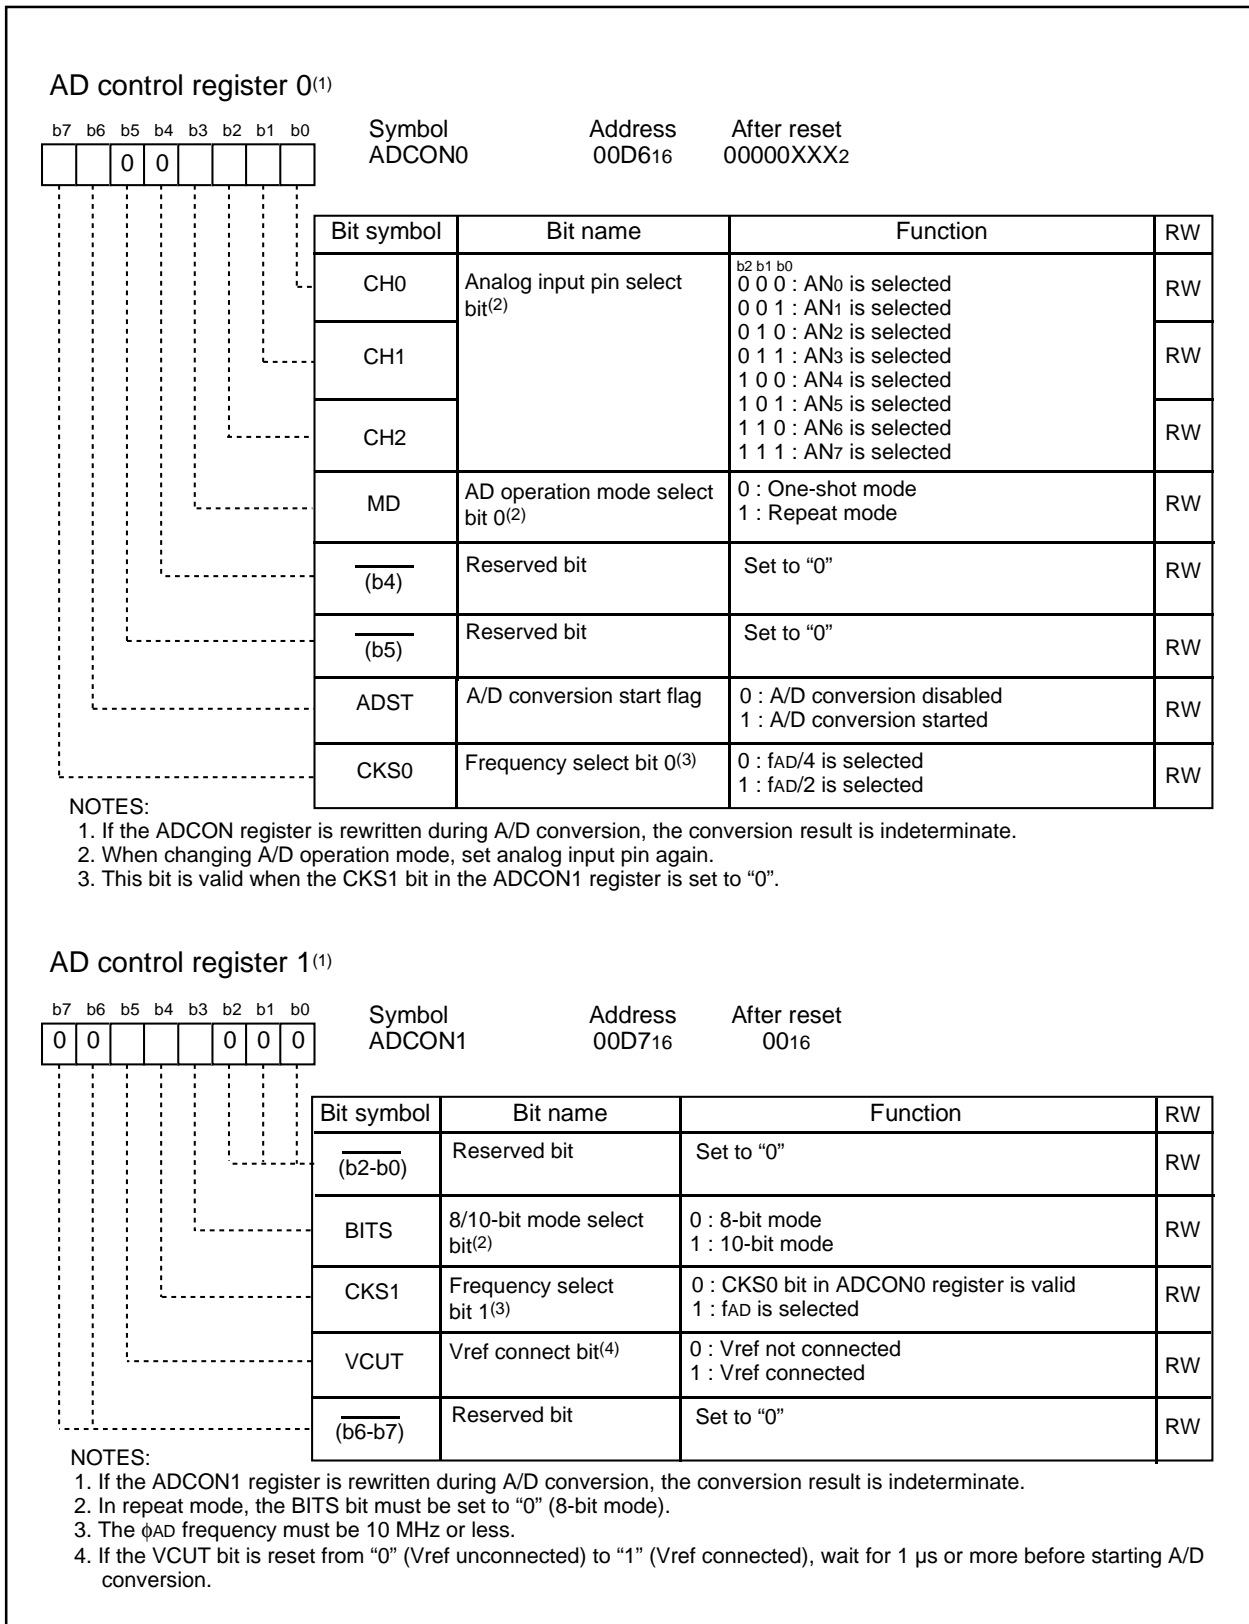 AD control register 0(1)
b7 b6 b5 b4 b3 b2 b1 b0
0 0
Symbol Address After reset
ADCON0 00D616 00000XXX2
Bit symbol Bit name Function RW
CH0 Analog input pin select bit(2) RW
b2 b1 b0
0 0 0 : AN0 is selected
0 0 1 : AN1 is selected
0 1 0 : AN2 is selected
CH1 RW
0 1 1 : AN3 is selected
1 0 0 : AN4 is selected
1 0 1 : AN5 is selected
CH2 RW
1 1 0 : AN6 is selected
1 1 1 : AN7 is selected
MD AD operation mode select bit 0(2) RW
0 : One-shot mode
1 : Repeat mode
(b4) Reserved bit Set to “0” RW
(b5) Reserved bit Set to “0” RW
ADST A/D conversion start flag RW
0 : A/D conversion disabled
1 : A/D conversion started
CKS0 Frequency select bit 0(3) RW
0 : fAD/4 is selected
1 : fAD/2 is selected
NOTES:
1. If the ADCON register is rewritten during A/D conversion, the conversion result is indeterminate.
2. When changing A/D operation mode, set analog input pin again.
3. This bit is valid when the CKS1 bit in the ADCON1 register is set to “0”.
AD control register 1(1)
b7 b6 b5 b4 b3 b2 b1 b0
0 0 0 0 0
Symbol Address After reset
ADCON1 00D716 0016
Bit symbol Bit name Function RW
(b2-b0) Reserved bit Set to “0” RW
BITS 8/10-bit mode select bit(2) RW
0 : 8-bit mode
1 : 10-bit mode
CKS1 Frequency select bit 1(3) RW
0 : CKS0 bit in ADCON0 register is valid
1 : fAD is selected
VCUT Vref connect bit(4) RW
0 : Vref not connected
1 : Vref connected
(b6-b7) Reserved bit Set to “0” RW
NOTES:
1. If the ADCON1 register is rewritten during A/D conversion, the conversion result is indeterminate.
2. In repeat mode, the BITS bit must be set to “0” (8-bit mode).
3. The ϕAD frequency must be 10 MHz or less.
4. If the VCUT bit is reset from “0” (Vref unconnected) to “1” (Vref connected), wait for 1 µs or more before starting A/D
conversion.